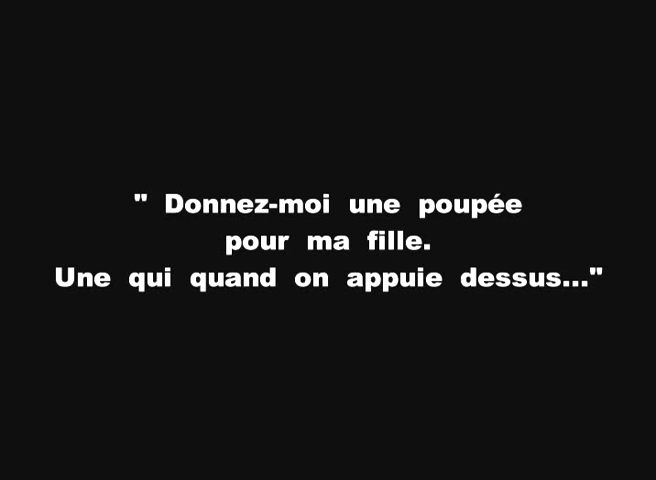 " Donnez-moi une poupée
pour ma fille.
Une qui quand on appuie dessus..."